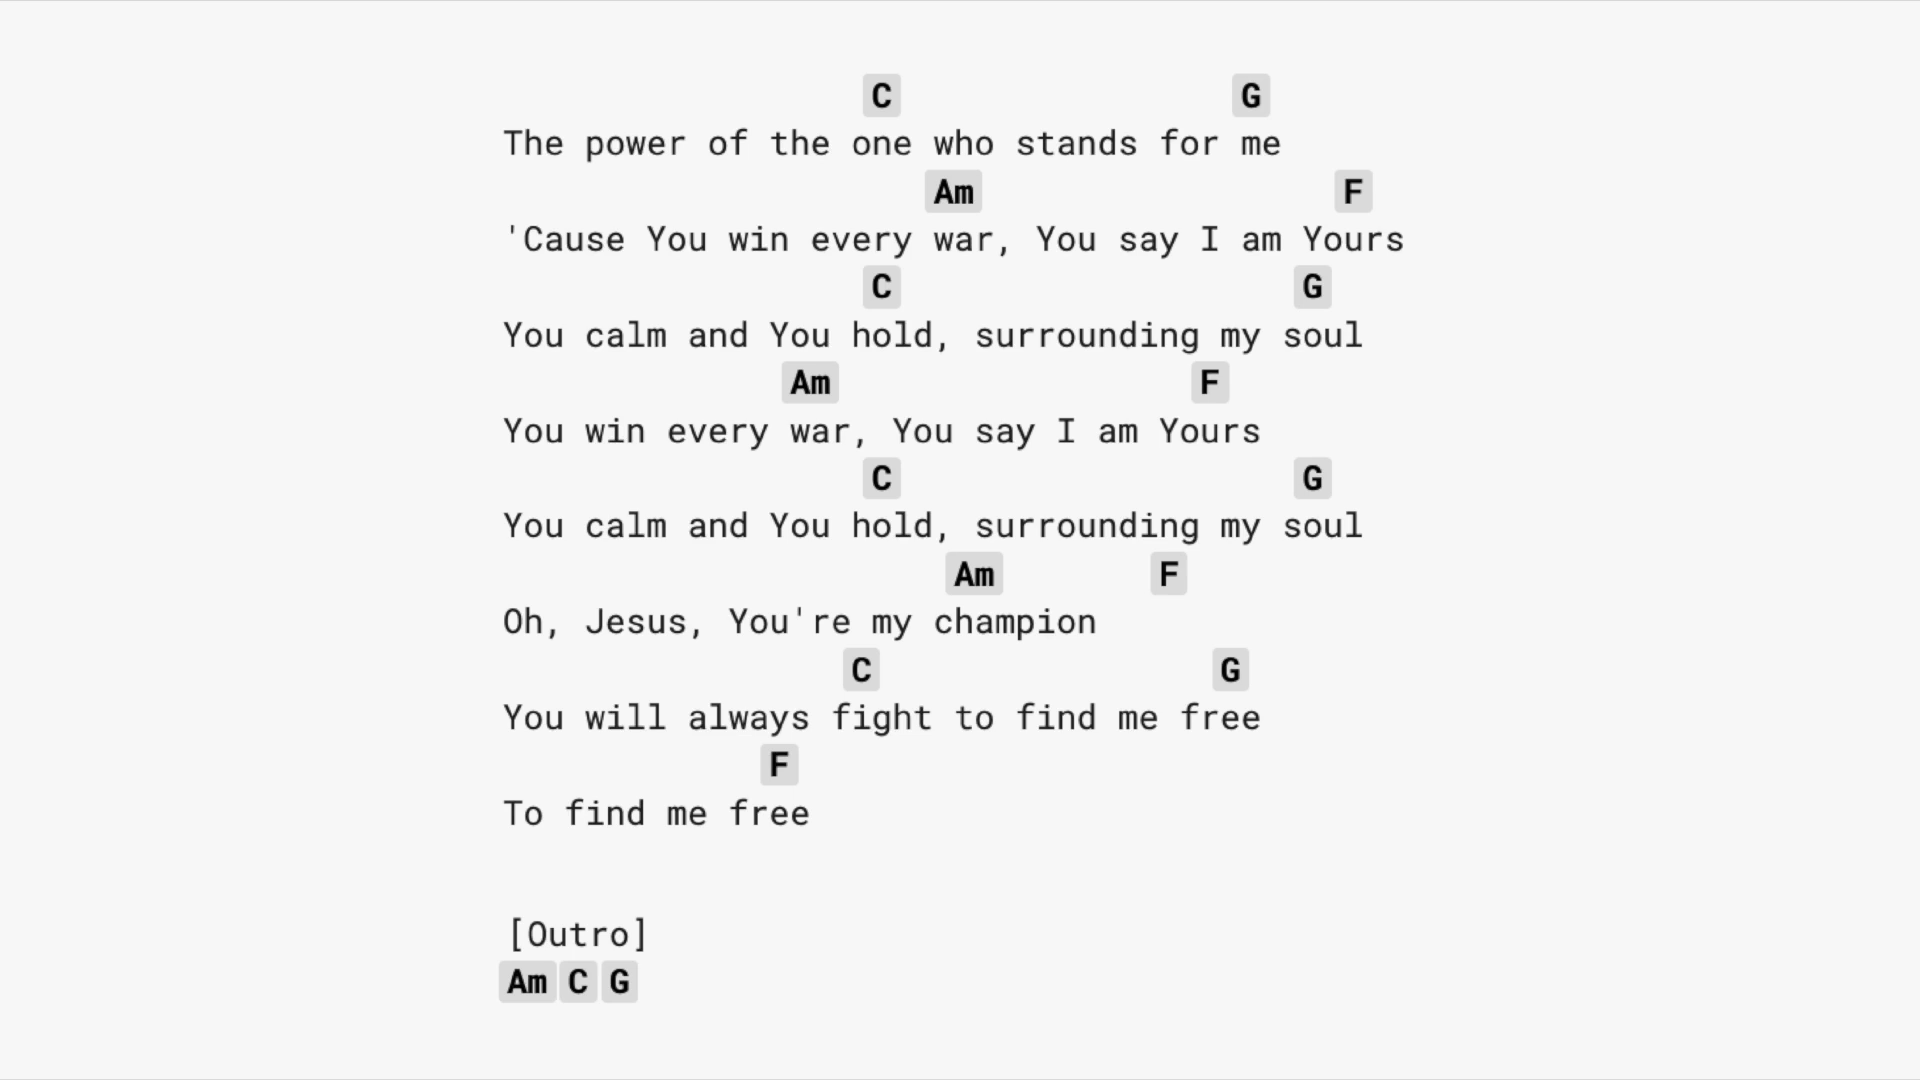 C G
The power of the one who stands for me
Am F
'Cause You win every war, You say I am Yours
C G
You calm and You hold, surrounding my soul
Am F
You win every war, You say I am Yours
C G
You calm and You hold, surrounding my soul
Am F
Oh, Jesus, You're my champion
C G
You will always fight to find me free
F
To find me free
[Outro]
Am C G